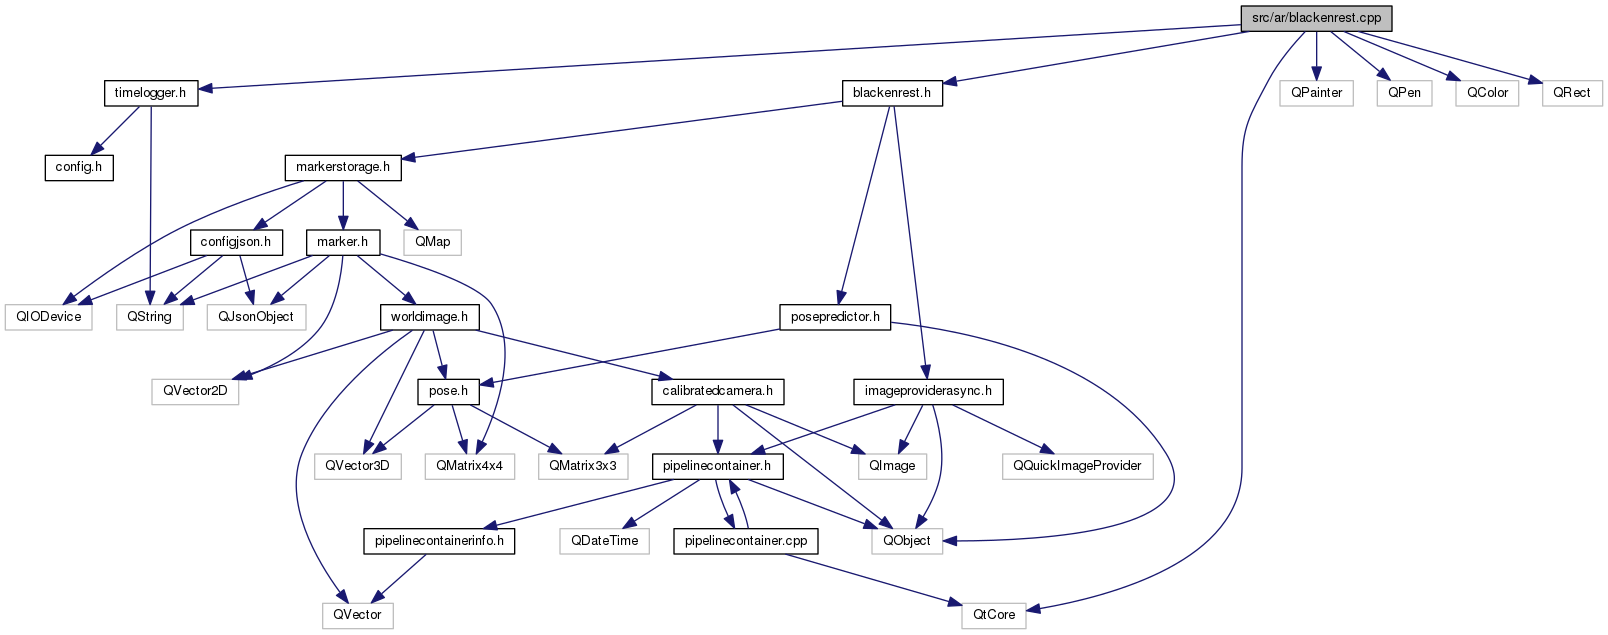 src/ar/blackenrest.cpp
timelogger.h
blackenrest.h
QPainter
QPen
QColor
QRect
config.h
markerstorage.h
configjson.h
marker.h
QMap
QIODevice
QString
QJsonObject
worldimage.h
posepredictor.h
QVector2D
pose.h
calibratedcamera.h
imageproviderasync.h
QVector3D
QMatrix4x4
QMatrix3x3
pipelinecontainer.h
QImage
QQuickImageProvider
pipelinecontainerinfo.h
QDateTime
pipelinecontainer.cpp
QObject
QVector
QtCore